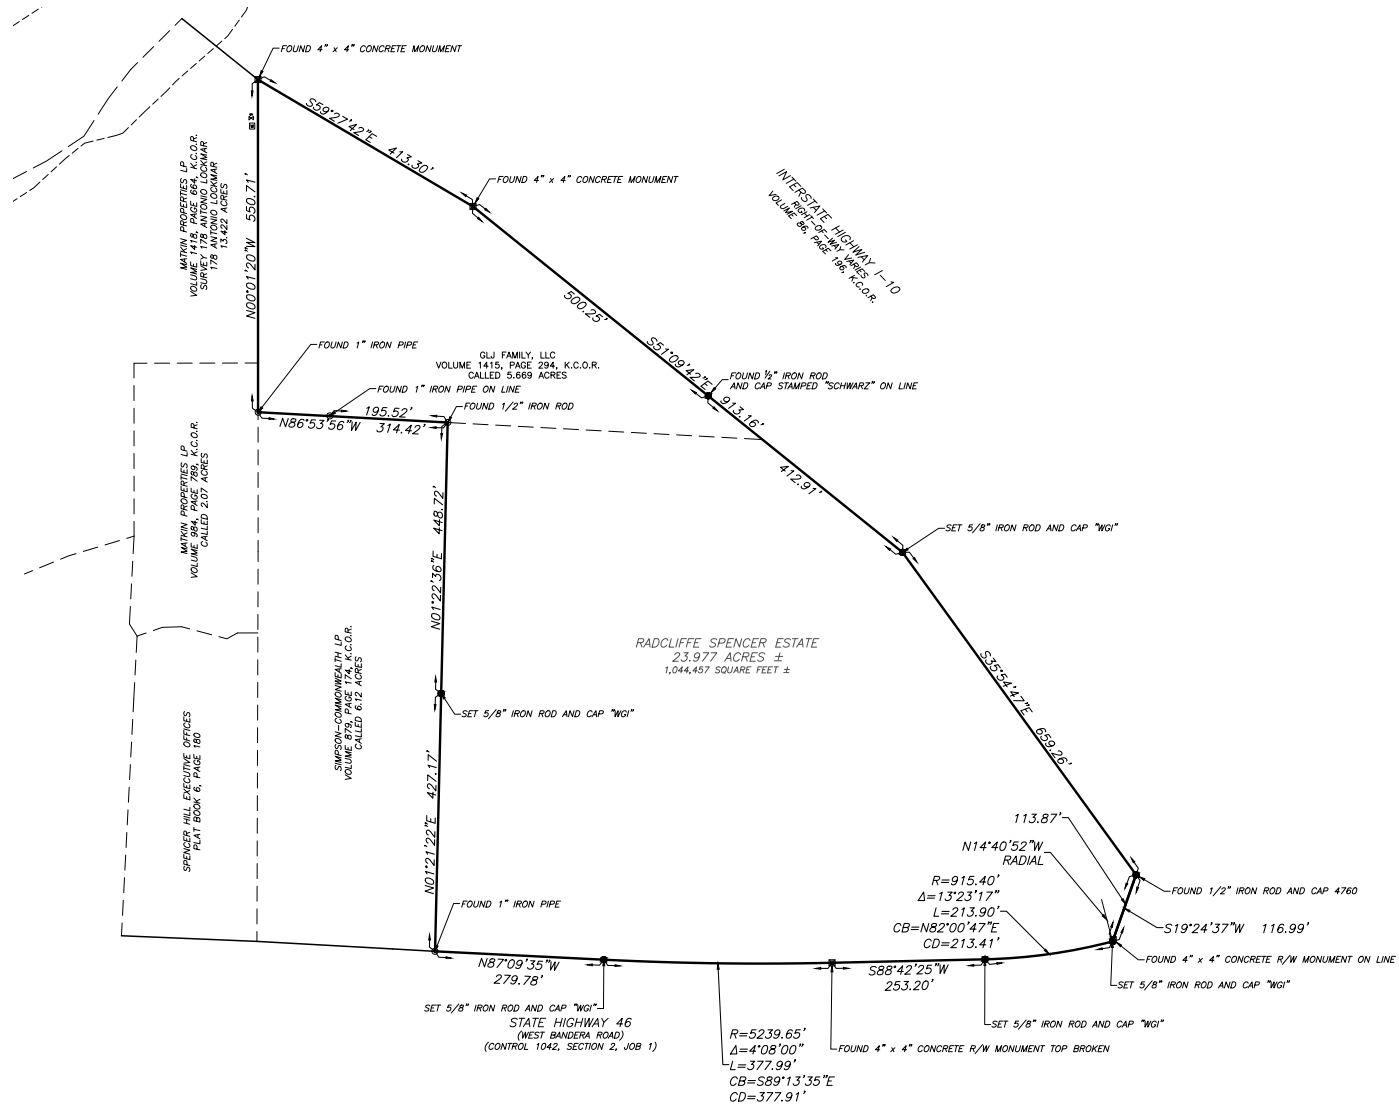 FOUND 4" x 4" CONCRETE MONUMENT
S59°27'42"E 413.30'
FOUND 4" x 4" CONCRETE MONUMENT
MATKIN PROPERTIES LP
VOLUME 1418, PAGE 664, K.C.O.R.
SURVEY 178 ANTONIO LOCKMAR
178 ANTONIO LOCKMAR
13.422 ACRES
N00°01'20"W 550.71'
INTERSTATE HIGHWAY I-10
RIGHT-OF-WAY VARIES
VOLUME 86, PAGE 196, K.C.O.R.
500.25'
S51°09'42"E
913.16'
FOUND 1" IRON PIPE
GLJ FAMILY, LLC
VOLUME 1415, PAGE 294, K.C.O.R.
CALLED 5.669 ACRES
FOUND ½" IRON ROD
AND CAP STAMPED "SCHWARZ" ON LINE
FOUND 1" IRON PIPE ON LINE
195.52'
FOUND 1/2" IRON ROD
N86°53'56"W 314.42'
412.91'
MATKIN PROPERTIES LP
VOLUME 984, PAGE 789, K.C.O.R.
CALLED 2.07 ACRES
N01°22'36"E 448.72'
SET 5/8" IRON ROD AND CAP "WGI"
RADCLIFFE SPENCER ESTATE
23.977 ACRES ±
1,044,457 SQUARE FEET ±
S35°54'47"E 659.26'
SIMPSON-COMMONWEALTH LP
VOLUME 879, PAGE 174, K.C.O.R.
CALLED 6.12 ACRES
SET 5/8" IRON ROD AND CAP "WGI"
SPENCER HILL EXECUTIVE OFFICES
PLAT BOOK 6, PAGE 180
N01°21'22"E 427.17'
113.87'
N14°40'52"W
RADIAL
R=915.40'
Δ=13°23'17"
L=213.90'
CB=N82°00'47"E
CD=213.41'
FOUND 1/2" IRON ROD AND CAP 4760
FOUND 1" IRON PIPE
S19°24'37"W 116.99'
FOUND 4" x 4" CONCRETE R/W MONUMENT ON LINE
N87°09'35"W
279.78'
S88°42'25"W
253.20'
SET 5/8" IRON ROD AND CAP "WGI"
SET 5/8" IRON ROD AND CAP "WGI"
STATE HIGHWAY 46
(WEST BANDERA ROAD)
(CONTROL 1042, SECTION 2, JOB 1)
SET 5/8" IRON ROD AND CAP "WGI"
R=5239.65'
Δ=4°08'00"
L=377.99'
CB=S89°13'35"E
CD=377.91'
FOUND 4" x 4" CONCRETE R/W MONUMENT TOP BROKEN